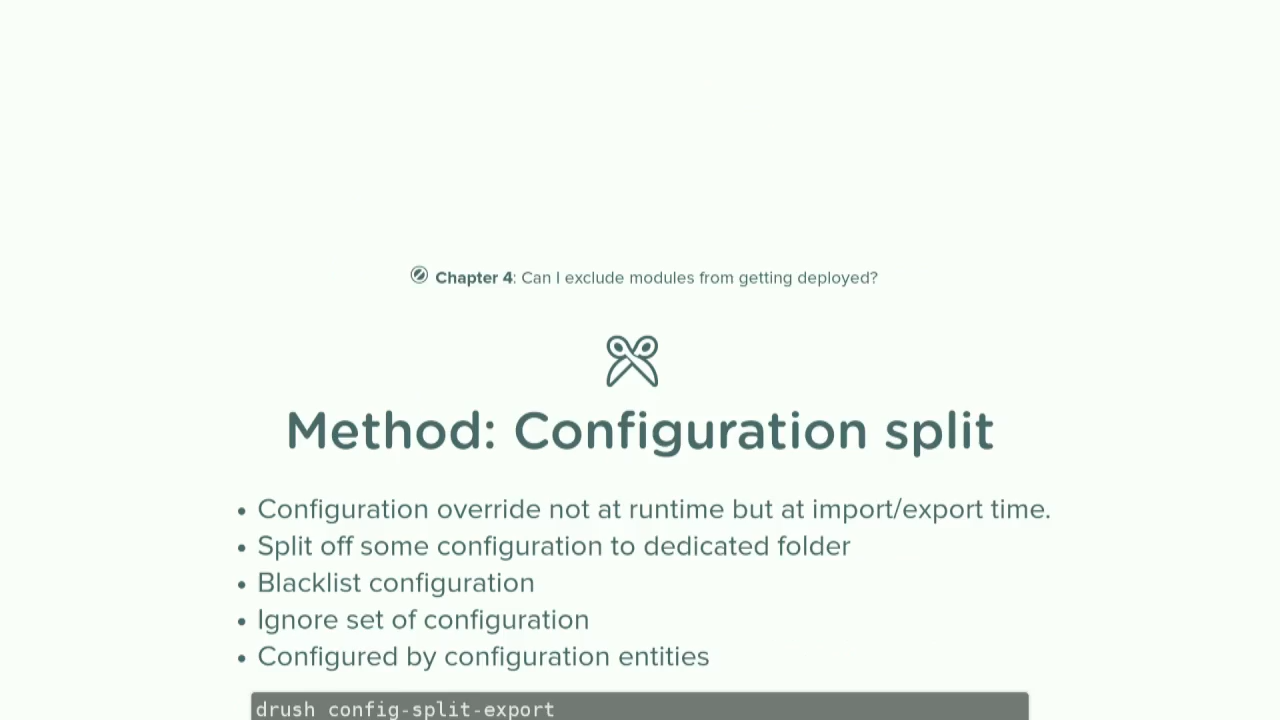 Chapter 4: Can I exclude modules from getting deployed?
Method: Configuration split
• Configuration override not at runtime but at import/export time.
• Split off some configuration to dedicated folder
• Blacklist configuration
• Ignore set of configuration
• Configured by configuration entities
drush config-split-export